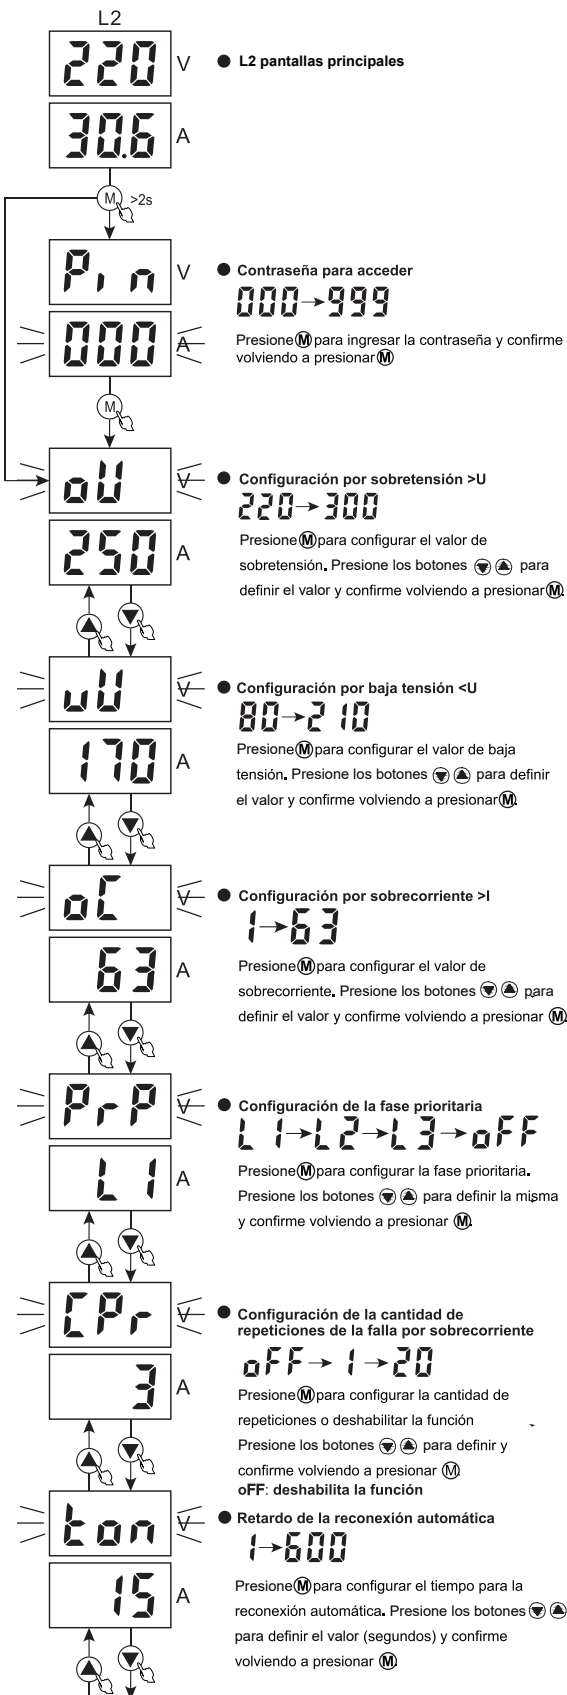 L2
220 V
● L2 pantallas principales
30.6 A
M >2s
Pin V
● Contraseña para acceder
000→999
000 A
Presione M para ingresar la contraseña y confirme
volviendo a presionar M
M
oU V
● Configuración por sobretensión >U
220→300
250 A
Presione M para configurar el valor de
sobretensión. Presione los botones ▼ ▲ para
definir el valor y confirme volviendo a presionar M.
uU V
● Configuración por baja tensión <U
80→210
170 A
Presione M para configurar el valor de baja
tensión. Presione los botones ▼ ▲ para definir
el valor y confirme volviendo a presionar M.
oC V
● Configuración por sobrecorriente >I
1→63
63 A
Presione M para configurar el valor de
sobrecorriente. Presione los botones ▼ ▲ para
definir el valor y confirme volviendo a presionar M.
PrP V
● Configuración de la fase prioritaria
L1→L2→L3→oFF
L1 A
Presione M para configurar la fase prioritaria.
Presione los botones ▼ ▲ para definir la misma
y confirme volviendo a presionar M.
CPr V
● Configuración de la cantidad de
repeticiones de la falla por sobrecorriente
oFF→1→20
3 A
Presione M para configurar la cantidad de
repeticiones o deshabilitar la función
Presione los botones ▼ ▲ para definir y
confirme volviendo a presionar M.
oFF: deshabilita la función
ton V
● Retardo de la reconexión automática
1→600
15 A
Presione M para configurar el tiempo para la
reconexión automática. Presione los botones ▼ ▲
para definir el valor (segundos) y confirme
volviendo a presionar M.